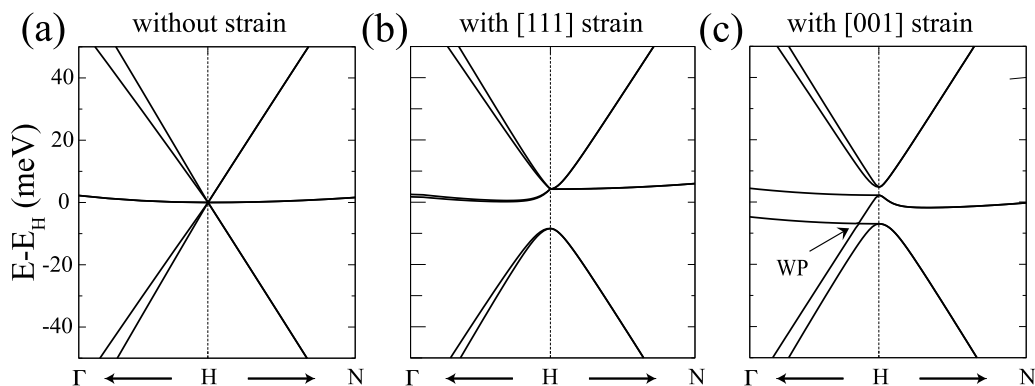 (a) without strain
(b) with [111] strain
(c) with [001] strain
E-E_H (meV)
40
20
0
-20
-40
WP
Γ H N
Γ H N
Γ H N